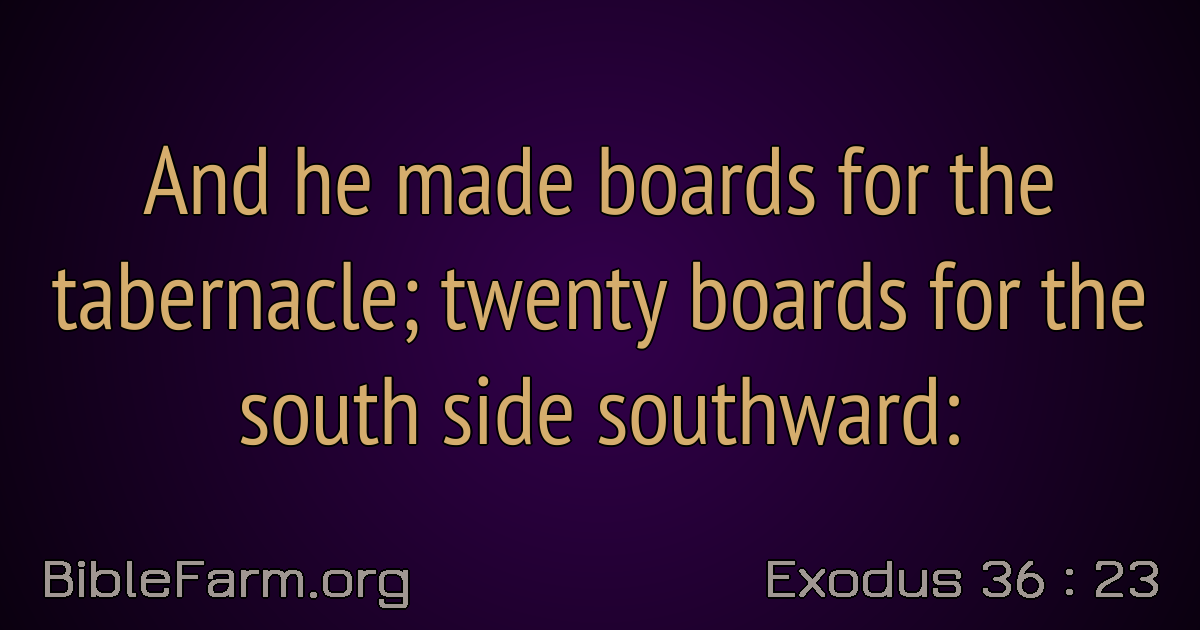 And he made boards for the
tabernacle; twenty boards for the
south side southward:
BibleFarm.org
Exodus 36 : 23